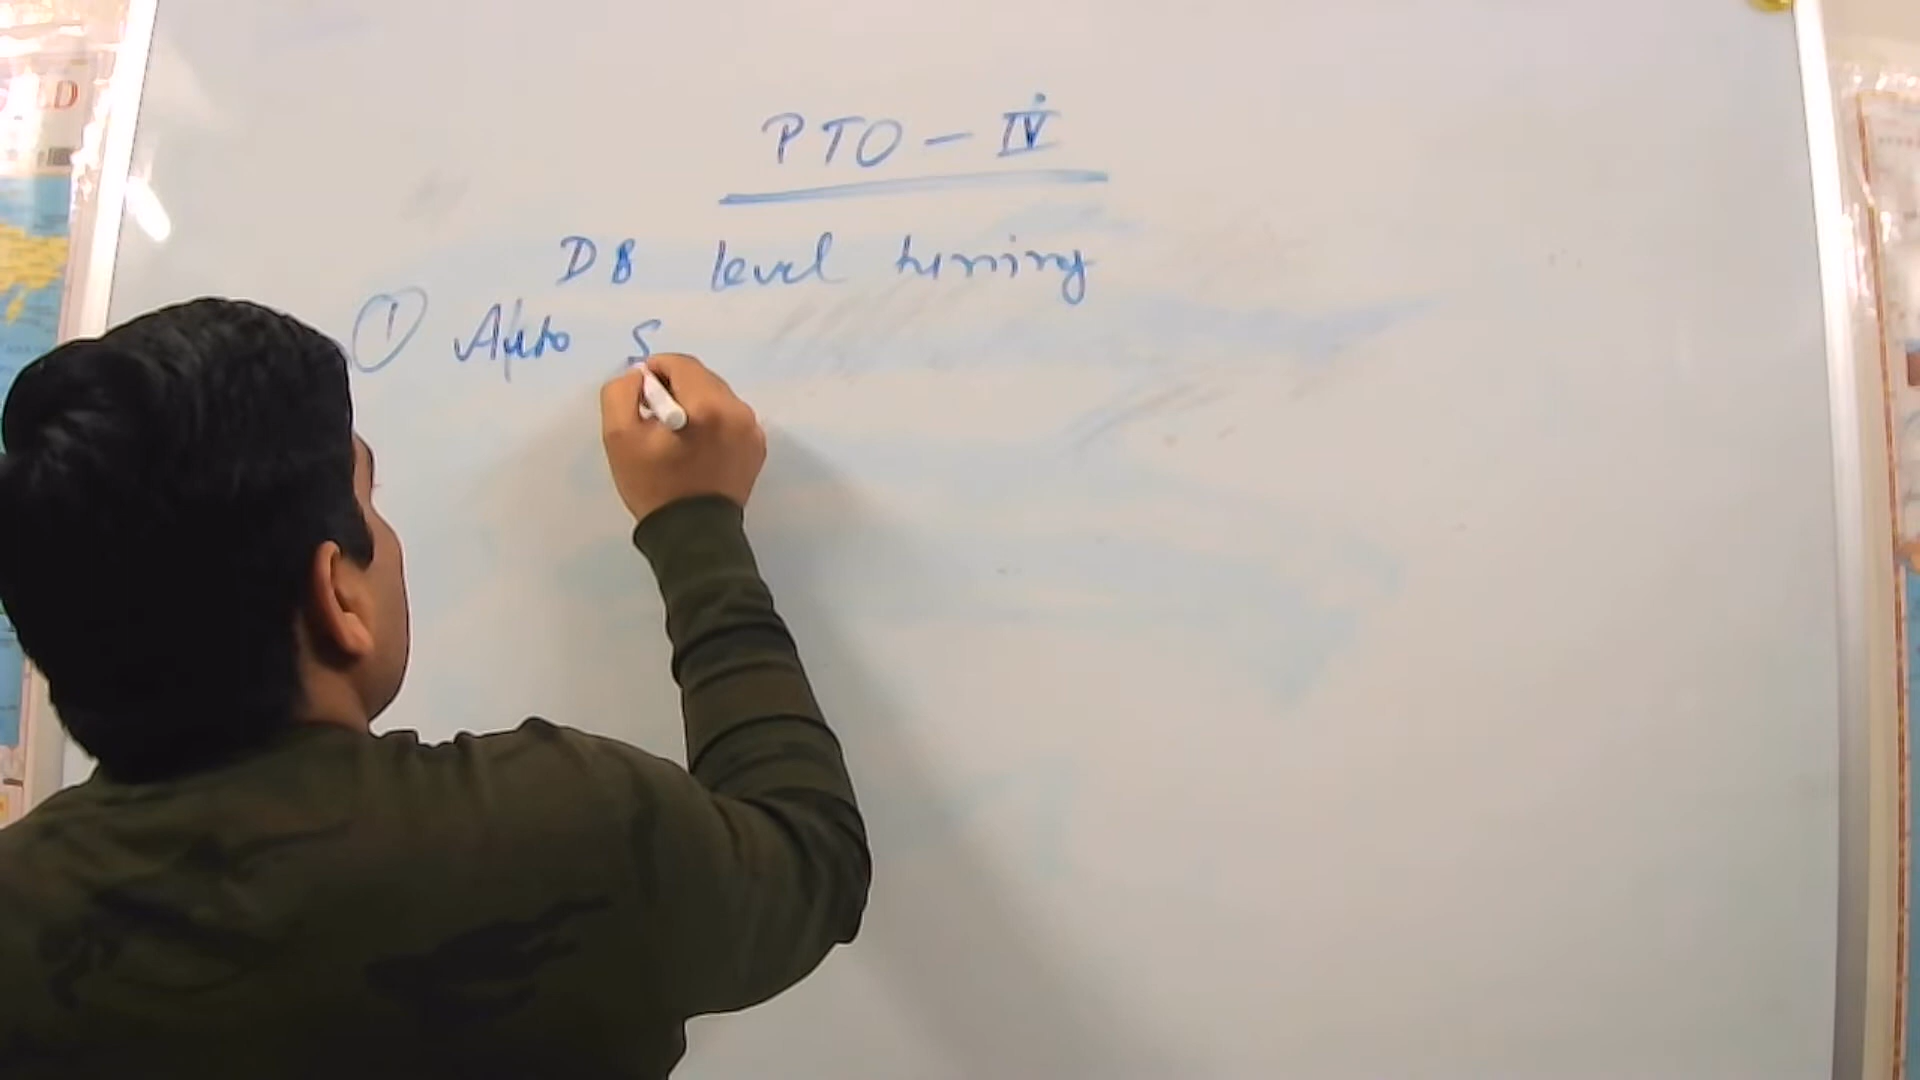 PTO - IV
DB level tuning
① Auto S